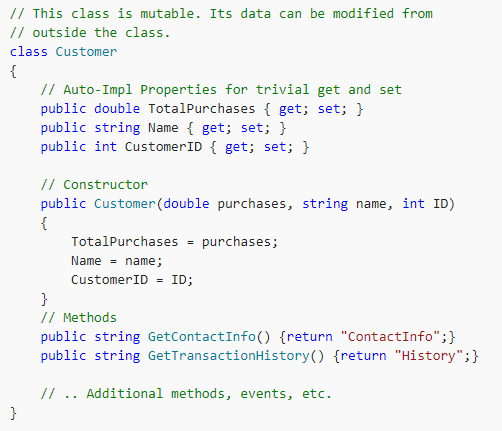 // This class is mutable. Its data can be modified from
// outside the class.
class Customer
{
    // Auto-Impl Properties for trivial get and set
    public double TotalPurchases { get; set; }
    public string Name { get; set; }
    public int CustomerID { get; set; }

    // Constructor
    public Customer(double purchases, string name, int ID)
    {
        TotalPurchases = purchases;
        Name = name;
        CustomerID = ID;
    }
    // Methods
    public string GetContactInfo() {return "ContactInfo";}
    public string GetTransactionHistory() {return "History";}

    // .. Additional methods, events, etc.
}